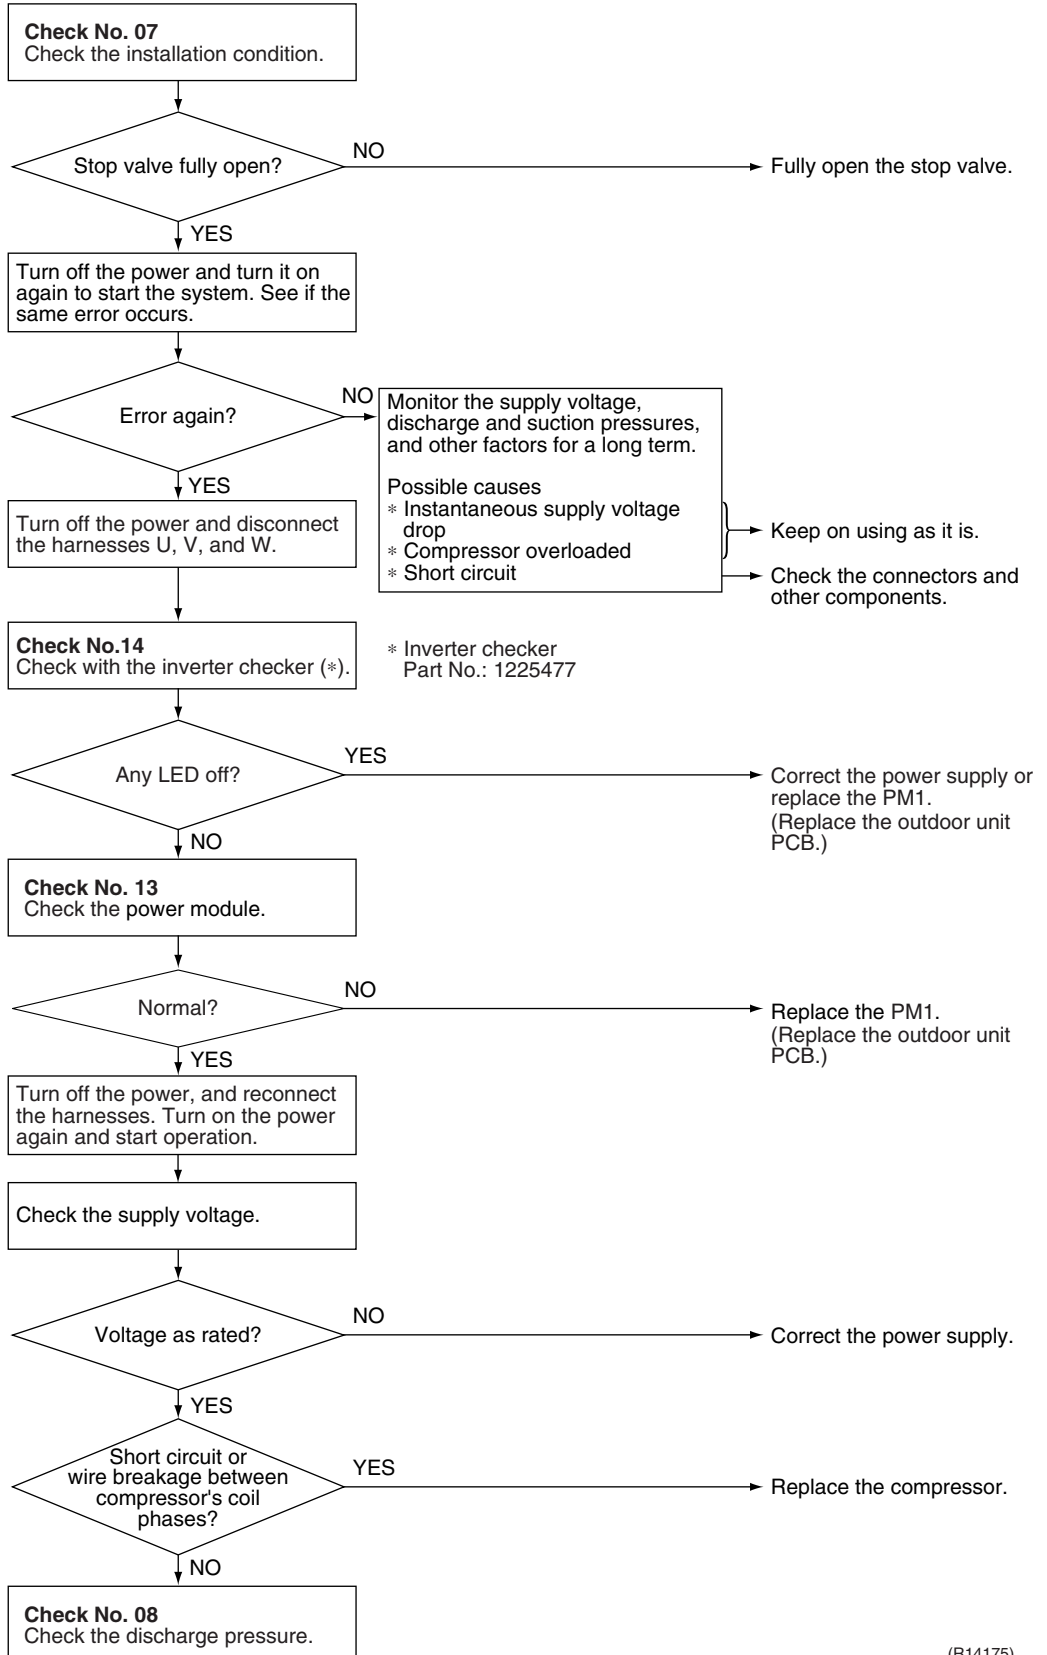 Check No. 07
Check the installation condition.
Stop valve fully open?
NO
Fully open the stop valve.
YES
Turn off the power and turn it on
again to start the system. See if the
same error occurs.
Error again?
NO
Monitor the supply voltage,
discharge and suction pressures,
and other factors for a long term.
Possible causes
* Instantaneous supply voltage
drop
* Compressor overloaded
* Short circuit
Keep on using as it is.
Check the connectors and
other components.
YES
Turn off the power and disconnect
the harnesses U, V, and W.
Check No.14
Check with the inverter checker (*).
* Inverter checker
Part No.: 1225477
Any LED off?
YES
Correct the power supply or
replace the PM1.
(Replace the outdoor unit
PCB.)
NO
Check No. 13
Check the power module.
Normal?
NO
Replace the PM1.
(Replace the outdoor unit
PCB.)
YES
Turn off the power, and reconnect
the harnesses. Turn on the power
again and start operation.
Check the supply voltage.
Voltage as rated?
NO
Correct the power supply.
YES
Short circuit or
wire breakage between
compressor's coil
phases?
YES
Replace the compressor.
NO
Check No. 08
Check the discharge pressure.
(R14175)